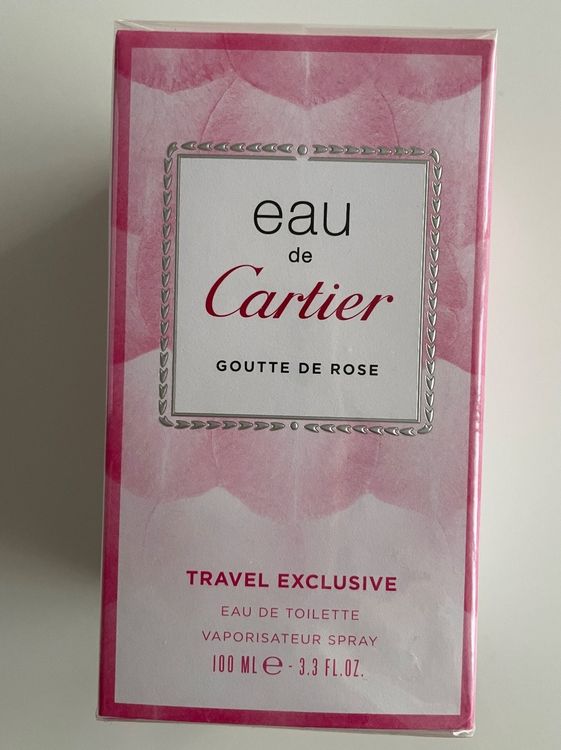 eau
de
Cartier
GOUTTE DE ROSE
TRAVEL EXCLUSIVE
EAU DE TOILETTE
VAPORISATEUR SPRAY
100 ML ℮ - 3.3 FL.OZ.